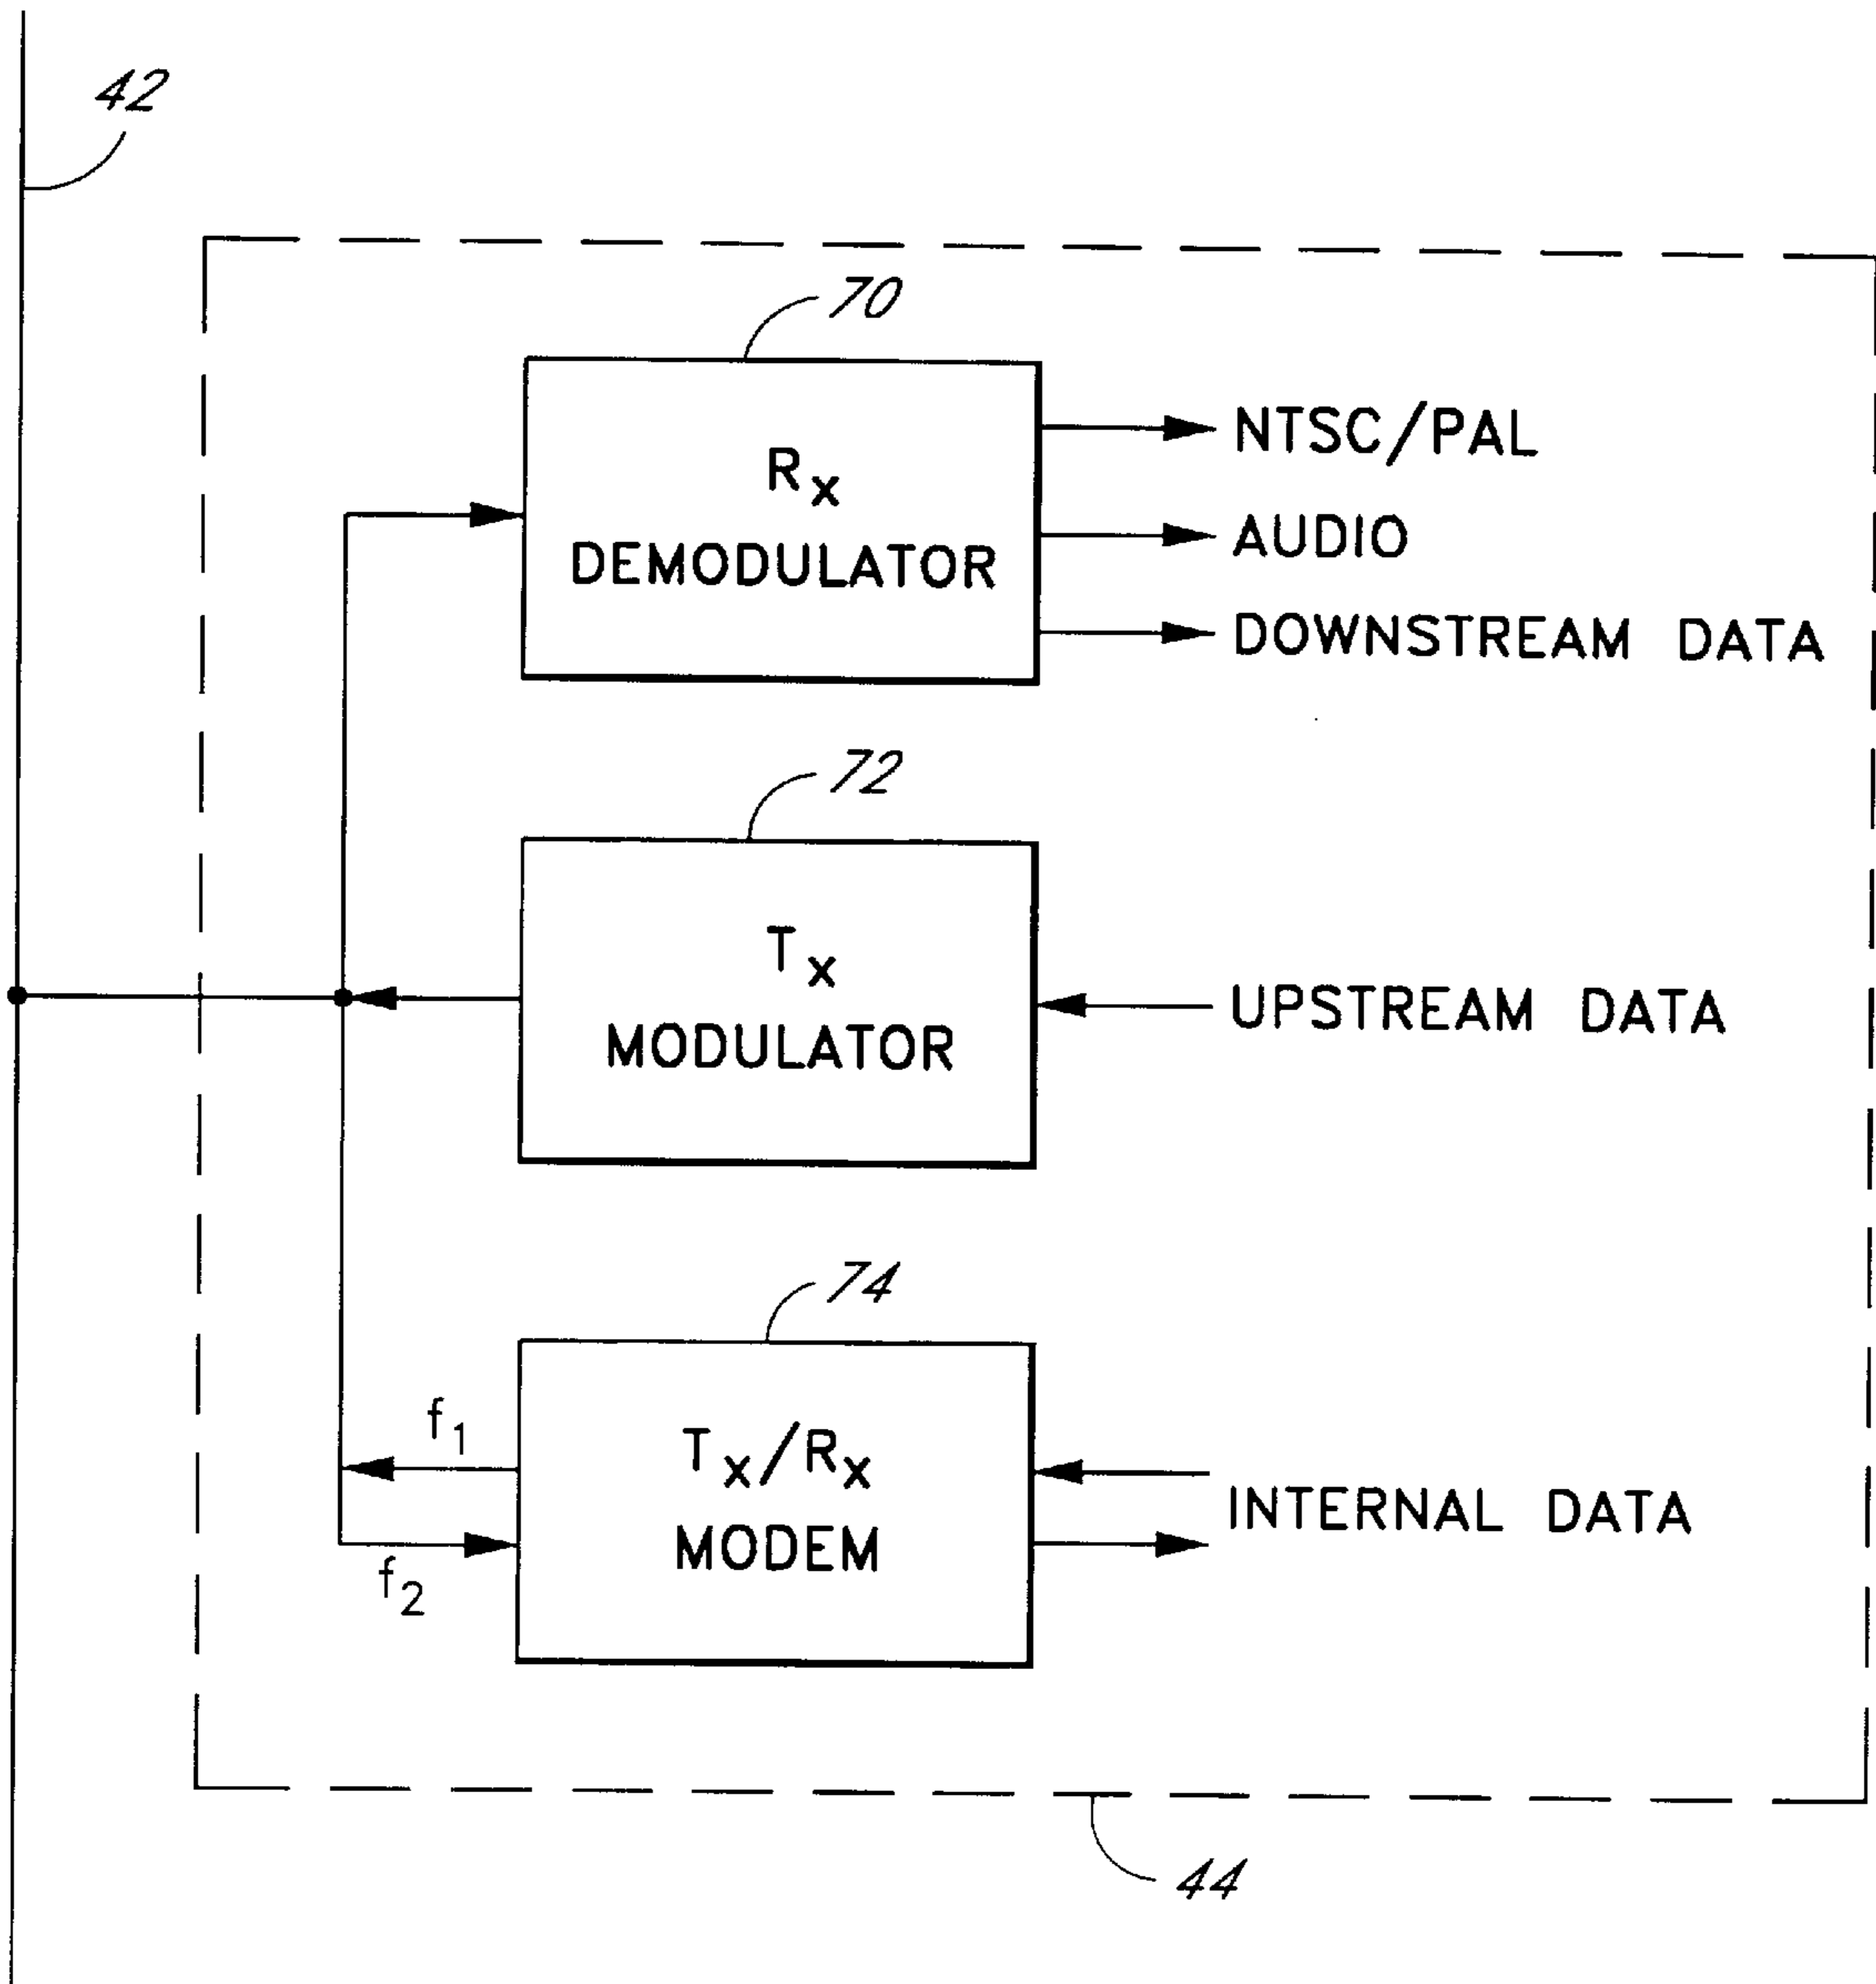 42
70
Rx
DEMODULATOR
NTSC/PAL
AUDIO
DOWNSTREAM DATA
72
Tx
MODULATOR
UPSTREAM DATA
74
f1
f2
Tx/Rx
MODEM
INTERNAL DATA
44